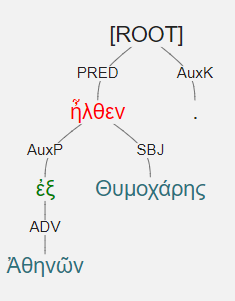 [ROOT]
PRED AuxK
ἦλθεν .
AuxP SBJ
ἐξ Θυμοχάρης
ADV
Ἀθηνῶν